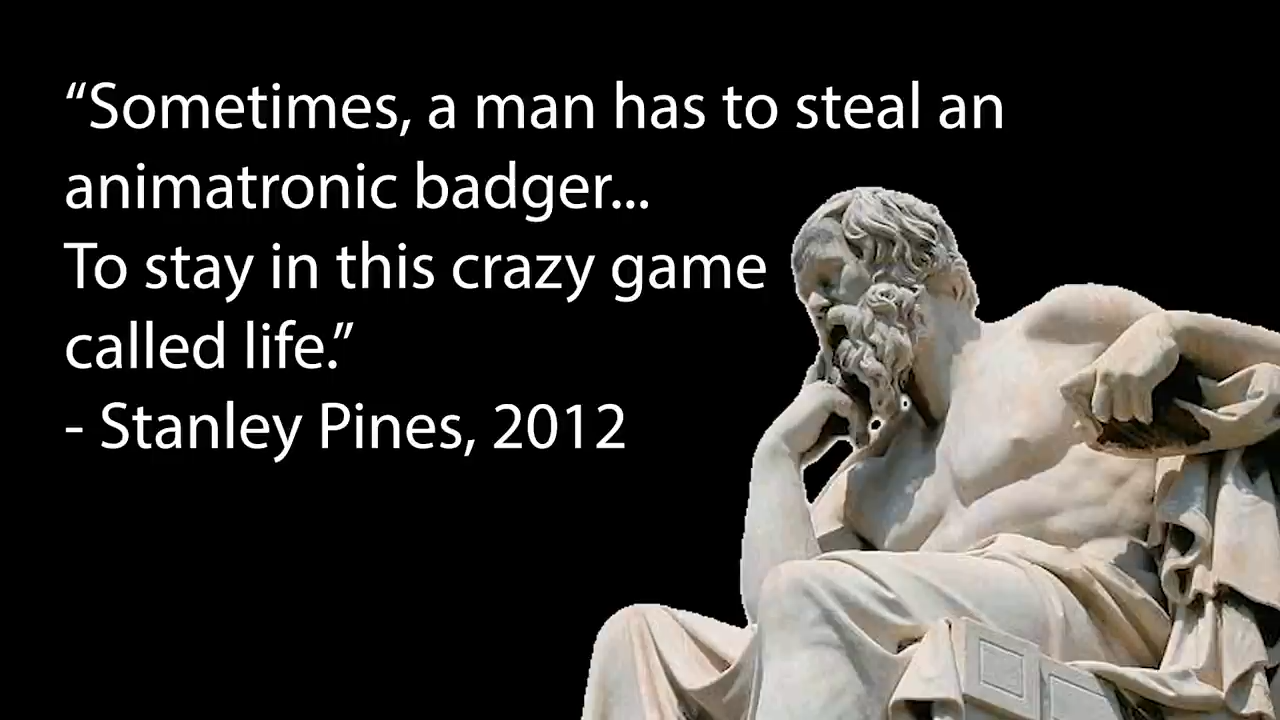 “Sometimes, a man has to steal an
animatronic badger...
To stay in this crazy game
called life.”
- Stanley Pines, 2012